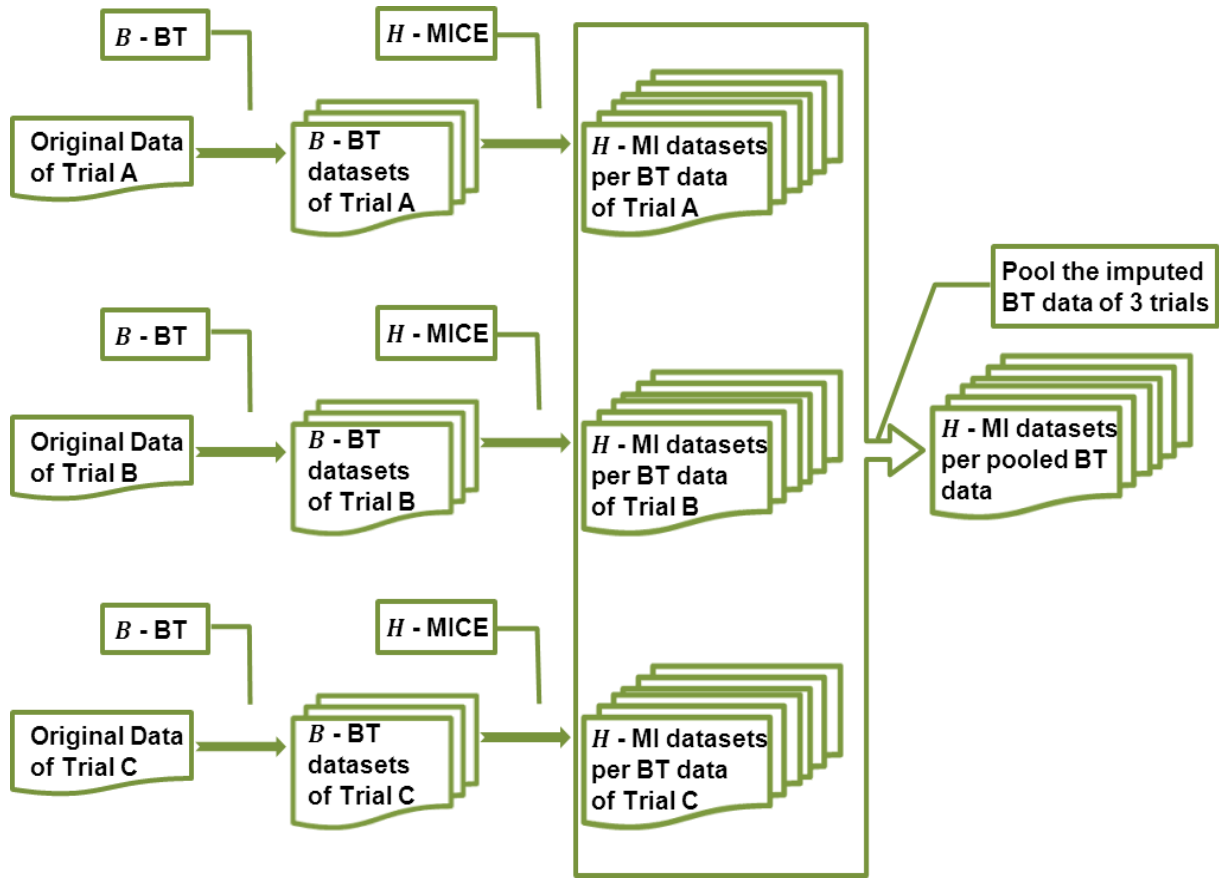 B - BT
H - MICE
Original Data
of Trial A
B - BT
datasets
of Trial A
H - MI datasets
per BT data
of Trial A
B - BT
H - MICE
Original Data
of Trial B
B - BT
datasets
of Trial B
H - MI datasets
per BT data
of Trial B
Pool the imputed
BT data of 3 trials
H - MI datasets
per pooled BT
data
B - BT
H - MICE
Original Data
of Trial C
B - BT
datasets
of Trial C
H - MI datasets
per BT data
of Trial C